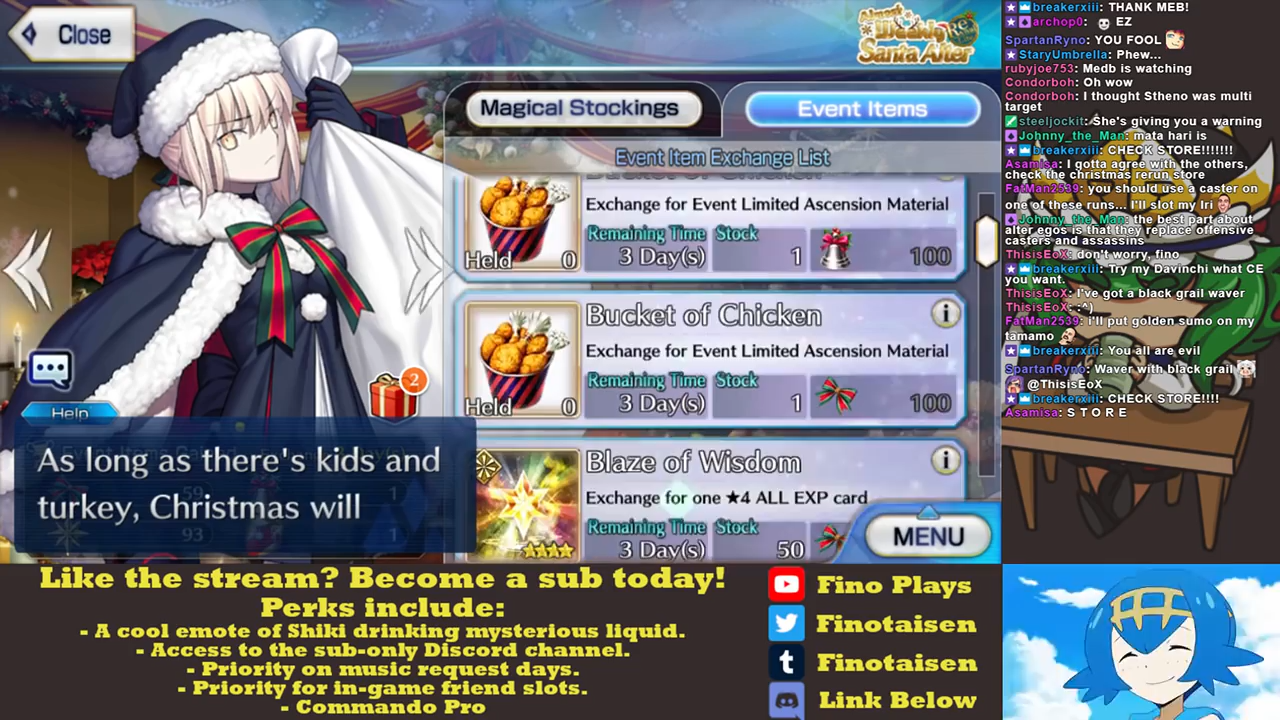 Close
Almost Weekly Re
Santa Alter
Magical Stockings
Event Items
Event Item Exchange List
Exchange for Event Limited Ascension Material
Remaining Time Stock
Held 0
3 Day(s) 1 100
Bucket of Chicken
Exchange for Event Limited Ascension Material
Remaining Time Stock
Held 0
3 Day(s) 1 100
Blaze of Wisdom
Exchange for one ★4 ALL EXP card
Remaining Time Stock
3 Day(s) 50
MENU
2
Help
As long as there's kids and
turkey, Christmas will
59 1
93 1
Like the stream? Become a sub today!
Perks include:
- A cool emote of Shiki drinking mysterious liquid.
- Access to the sub-only Discord channel.
- Priority on music request days.
- Priority for in-game friend slots.
- Commando Pro
Fino Plays
Finotaisen
Finotaisen
Link Below
breakerxiii: THANK MEB!
archop0: EZ
SpartanRyno: YOU FOOL
StaryUmbrella: Phew...
rubyjoe753: Medb is watching
Condorboh: Oh wow
Condorboh: I thought Stheno was multi
target
steeljockit: She's giving you a warning
Johnny_the_Man: mata hari is
breakerxiii: CHECK STORE!!!!!!!
Asamisa: I gotta agree with the others,
check the christmas rerun store
FatMan2539: you should use a caster on
one of these runs... I'll slot my Iri
Johnny_the_Man: the best part about
alter egos is that they replace offensive
casters and assassins
ThisisEoX: don't worry, fino
breakerxiii: Try my Davinchi what CE
you want.
ThisisEoX: I've got a black grail waver
ThisisEoX: :^)
FatMan2539: i'll put golden sumo on my
tamamo
breakerxiii: You all are evil
SpartanRyno: Waver with black grail
@ThisisEoX
breakerxiii: CHECK STORE!!!!
Asamisa: S T O R E